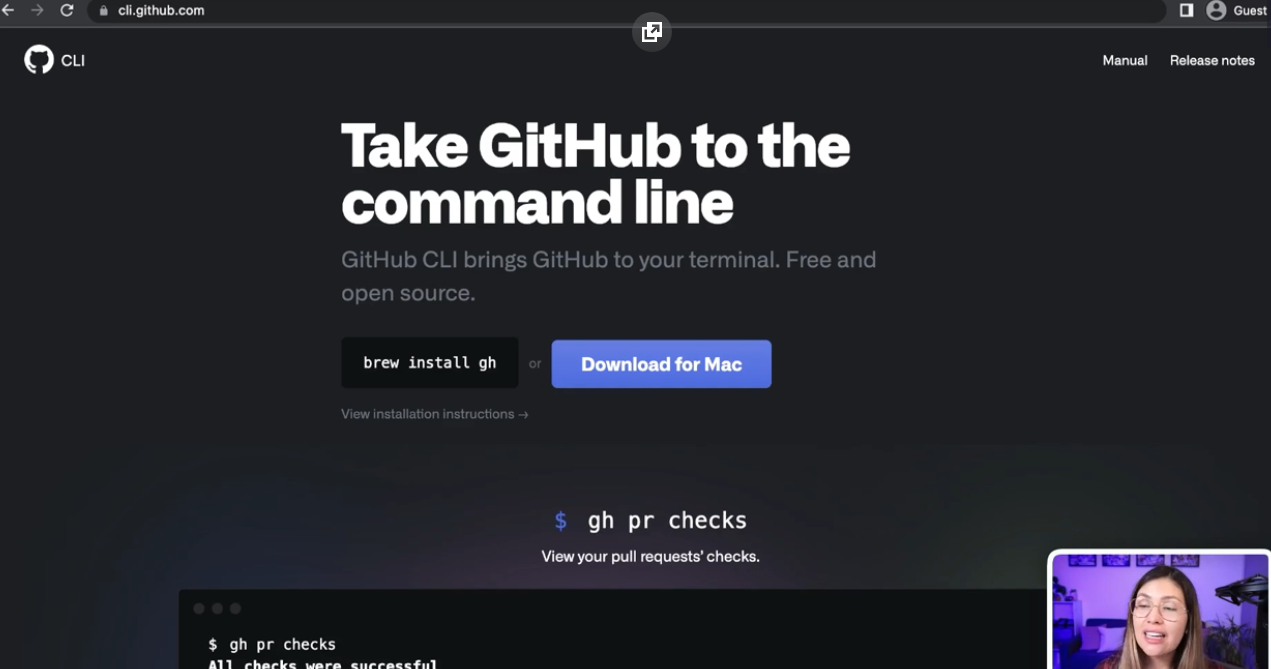 cli.github.com
Guest
CLI
Manual
Release notes
Take GitHub to the
command line
GitHub CLI brings GitHub to your terminal. Free and
open source.
brew install gh
or
Download for Mac
View installation instructions →
$ gh pr checks
View your pull requests’ checks.
$ gh pr checks
All checks were successful